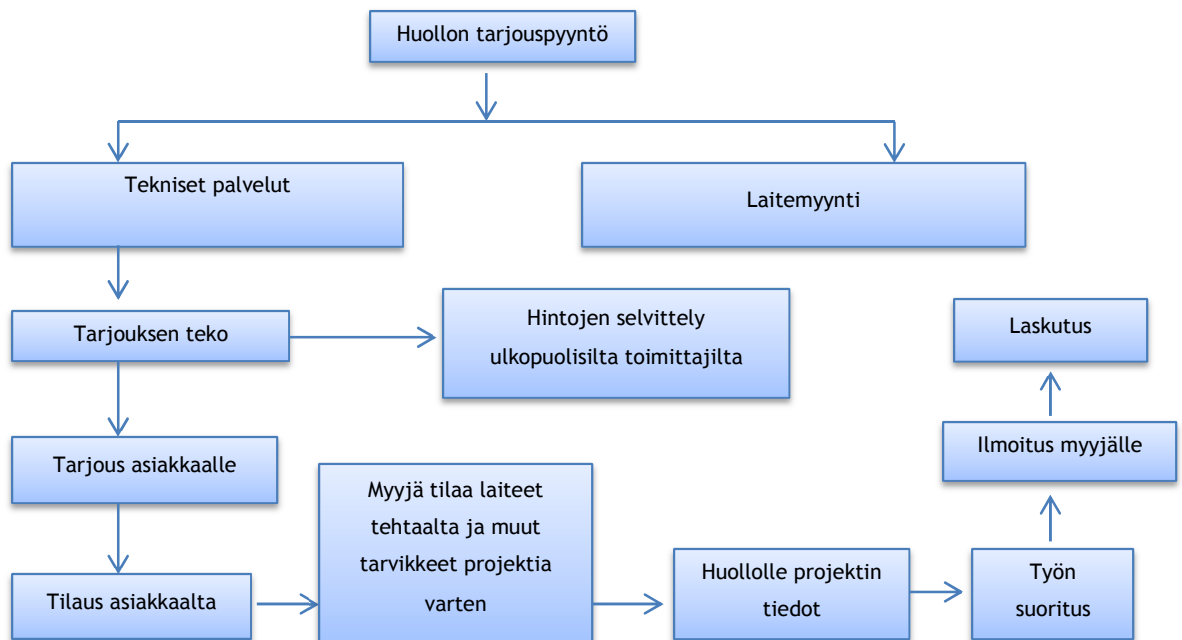 Huollon tarjouspyyntö
Tekniset palvelut
Laitemyynti
Tarjouksen teko
Hintojen selvittely
ulkopuolisilta toimittajilta
Laskutus
Tarjous asiakkaalle
Ilmoitus myyjälle
Tilaus asiakkaalta
Myyjä tilaa laiteet
tehtaalta ja muut
tarvikkeet projektia
varten
Huollolle projektin
tiedot
Työn
suoritus